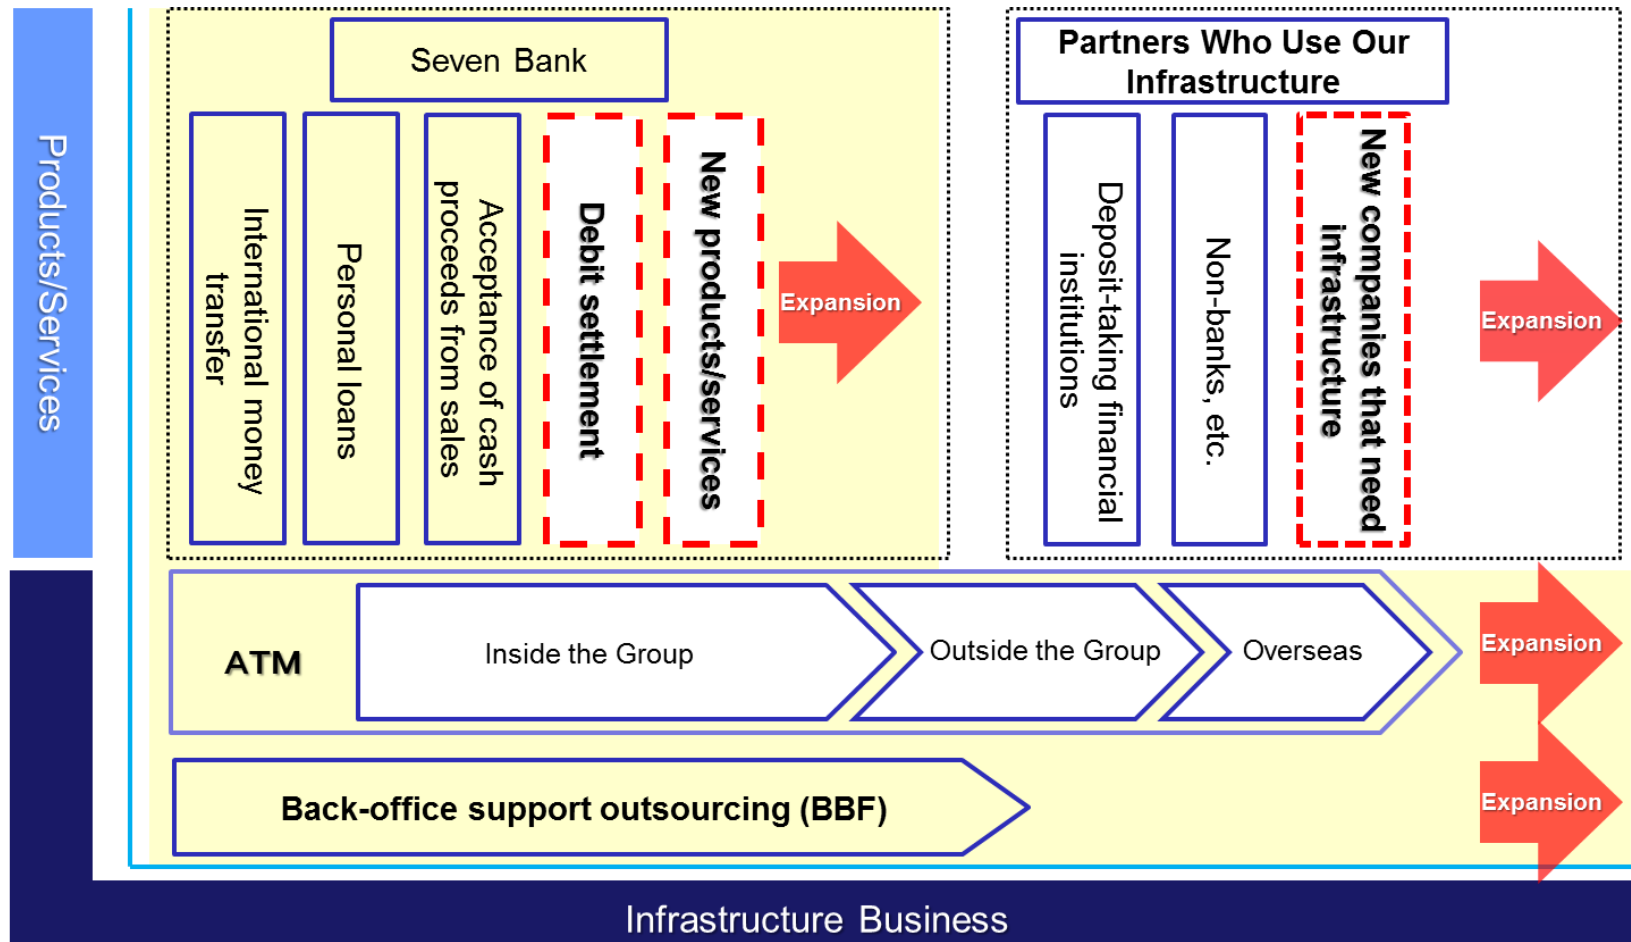 Products/Services
Seven Bank
International money
transfer
Personal loans
Acceptance of cash
proceeds from sales
Debit settlement
New products/services
Expansion
Partners Who Use Our
Infrastructure
Deposit-taking financial
institutions
Non-banks, etc.
New companies that need
infrastructure
Expansion
ATM
Inside the Group
Outside the Group
Overseas
Expansion
Back-office support outsourcing (BBF)
Expansion
Infrastructure Business